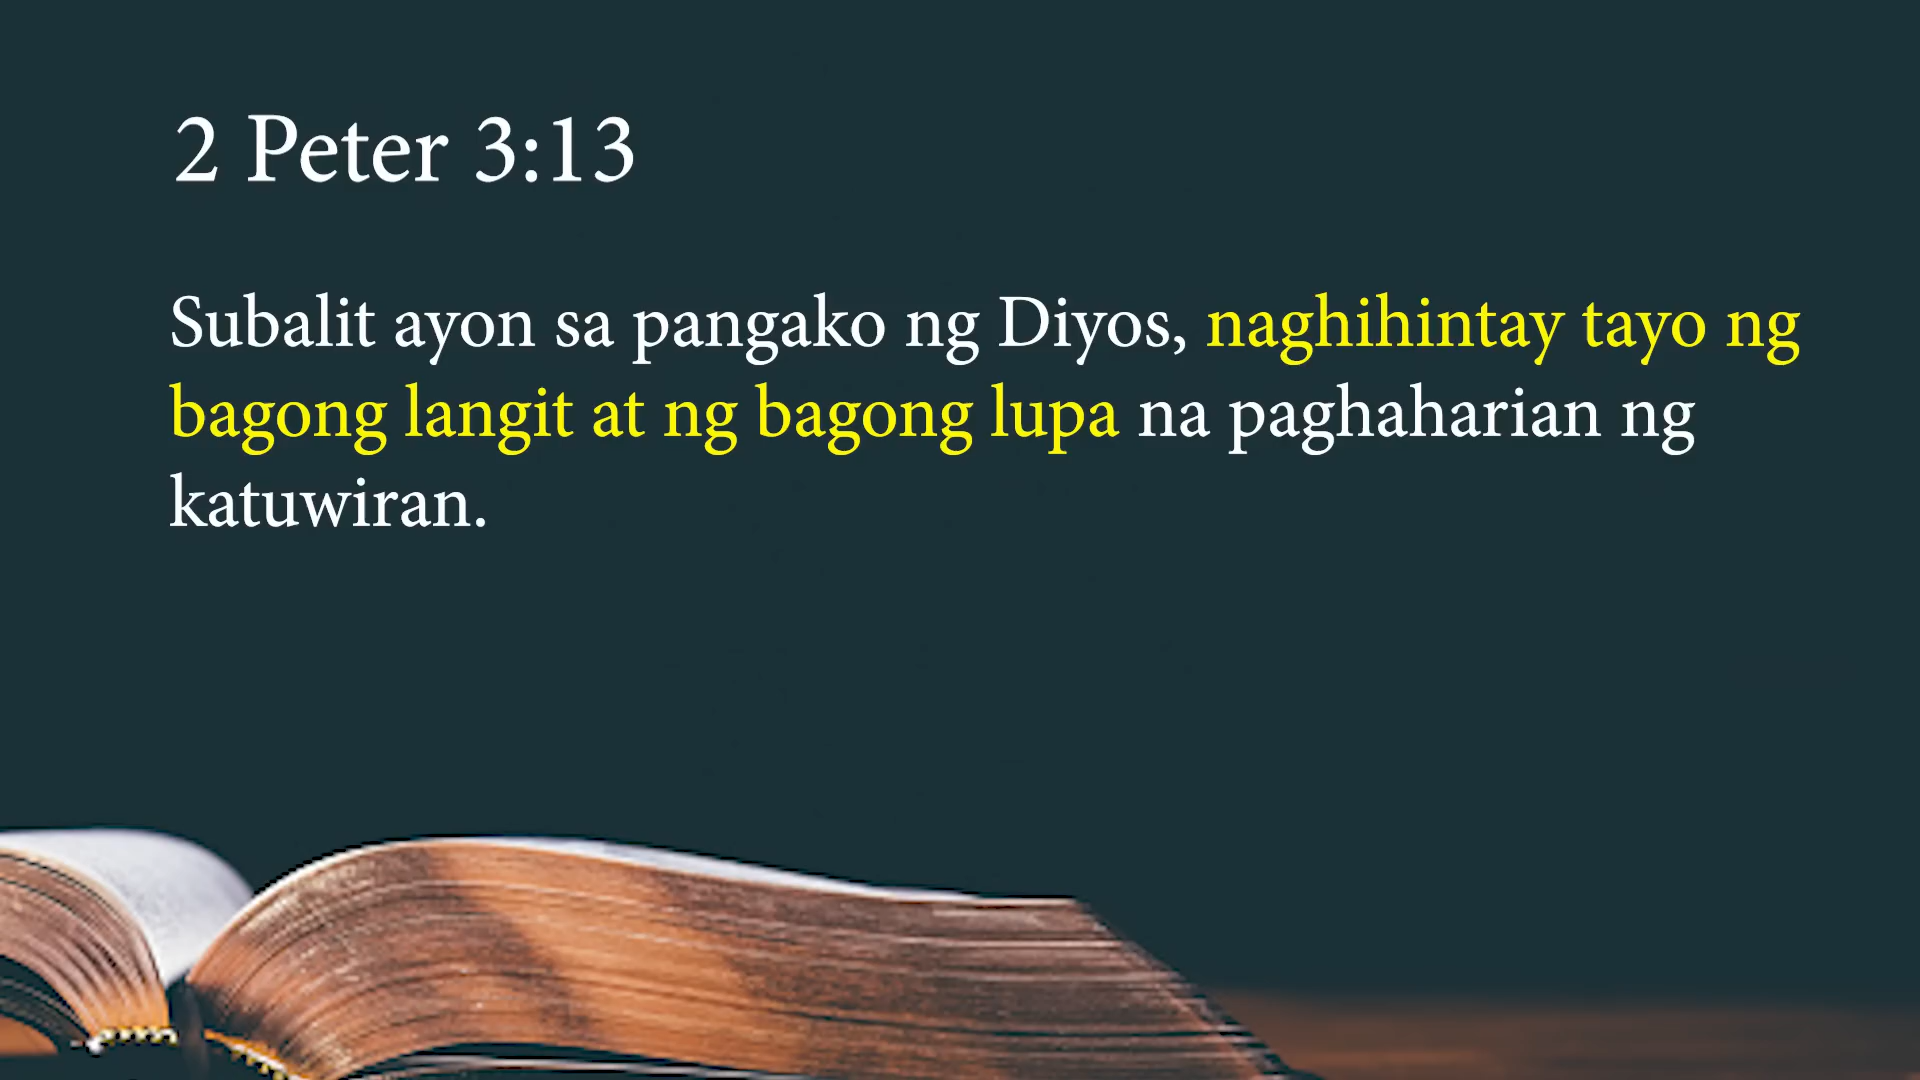 2 Peter 3:13
Subalit ayon sa pangako ng Diyos, naghihintay tayo ng
bagong langit at ng bagong lupa na paghaharian ng
katuwiran.